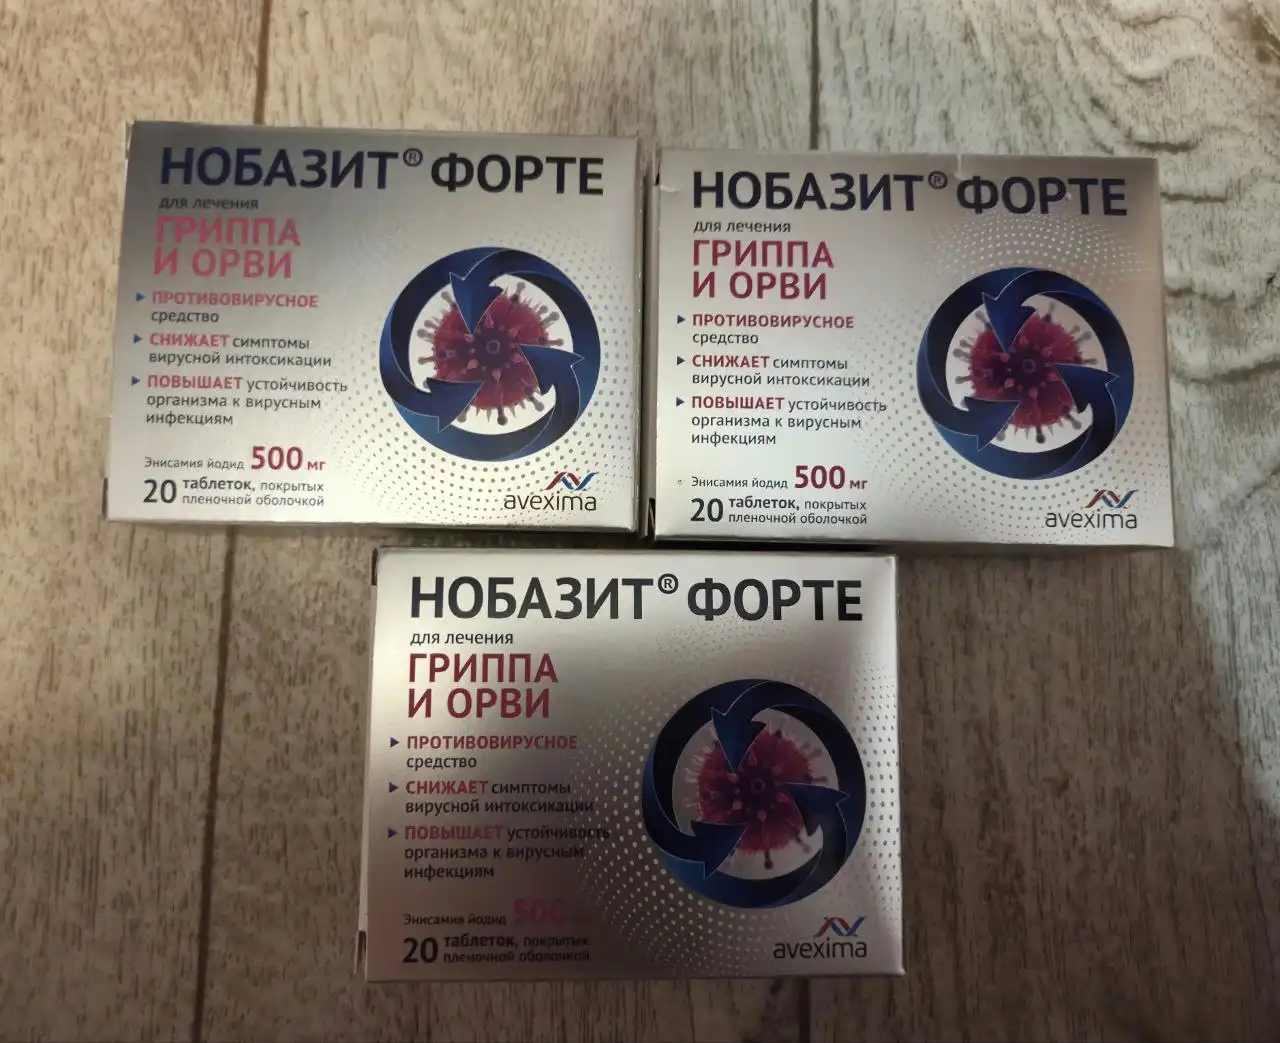 НОБАЗИТ® ФОРТЕ
для лечения
ГРИППА
И ОРВИ
ПРОТИВОВИРУСНОЕ
средство
СНИЖАЕТ симптомы
вирусной интоксикации
ПОВЫШАЕТ устойчивость
организма к вирусным
инфекциям
Энисамия йодид 500 мг
20 таблеток, покрытых
пленочной оболочкой
avexima
НОБАЗИТ® ФОРТЕ
для лечения
ГРИППА
И ОРВИ
ПРОТИВОВИРУСНОЕ
средство
СНИЖАЕТ симптомы
вирусной интоксикации
ПОВЫШАЕТ устойчивость
организма к вирусным
инфекциям
Энисамия йодид 500 мг
20 таблеток, покрытых
пленочной оболочкой
avexima
НОБАЗИТ® ФОРТЕ
для лечения
ГРИППА
И ОРВИ
ПРОТИВОВИРУСНОЕ
средство
СНИЖАЕТ симптомы
вирусной интоксикации
ПОВЫШАЕТ устойчивость
организма к вирусным
инфекциям
Энисамия йодид 500
20 таблеток, покрытых
пленочной оболочкой
avexima